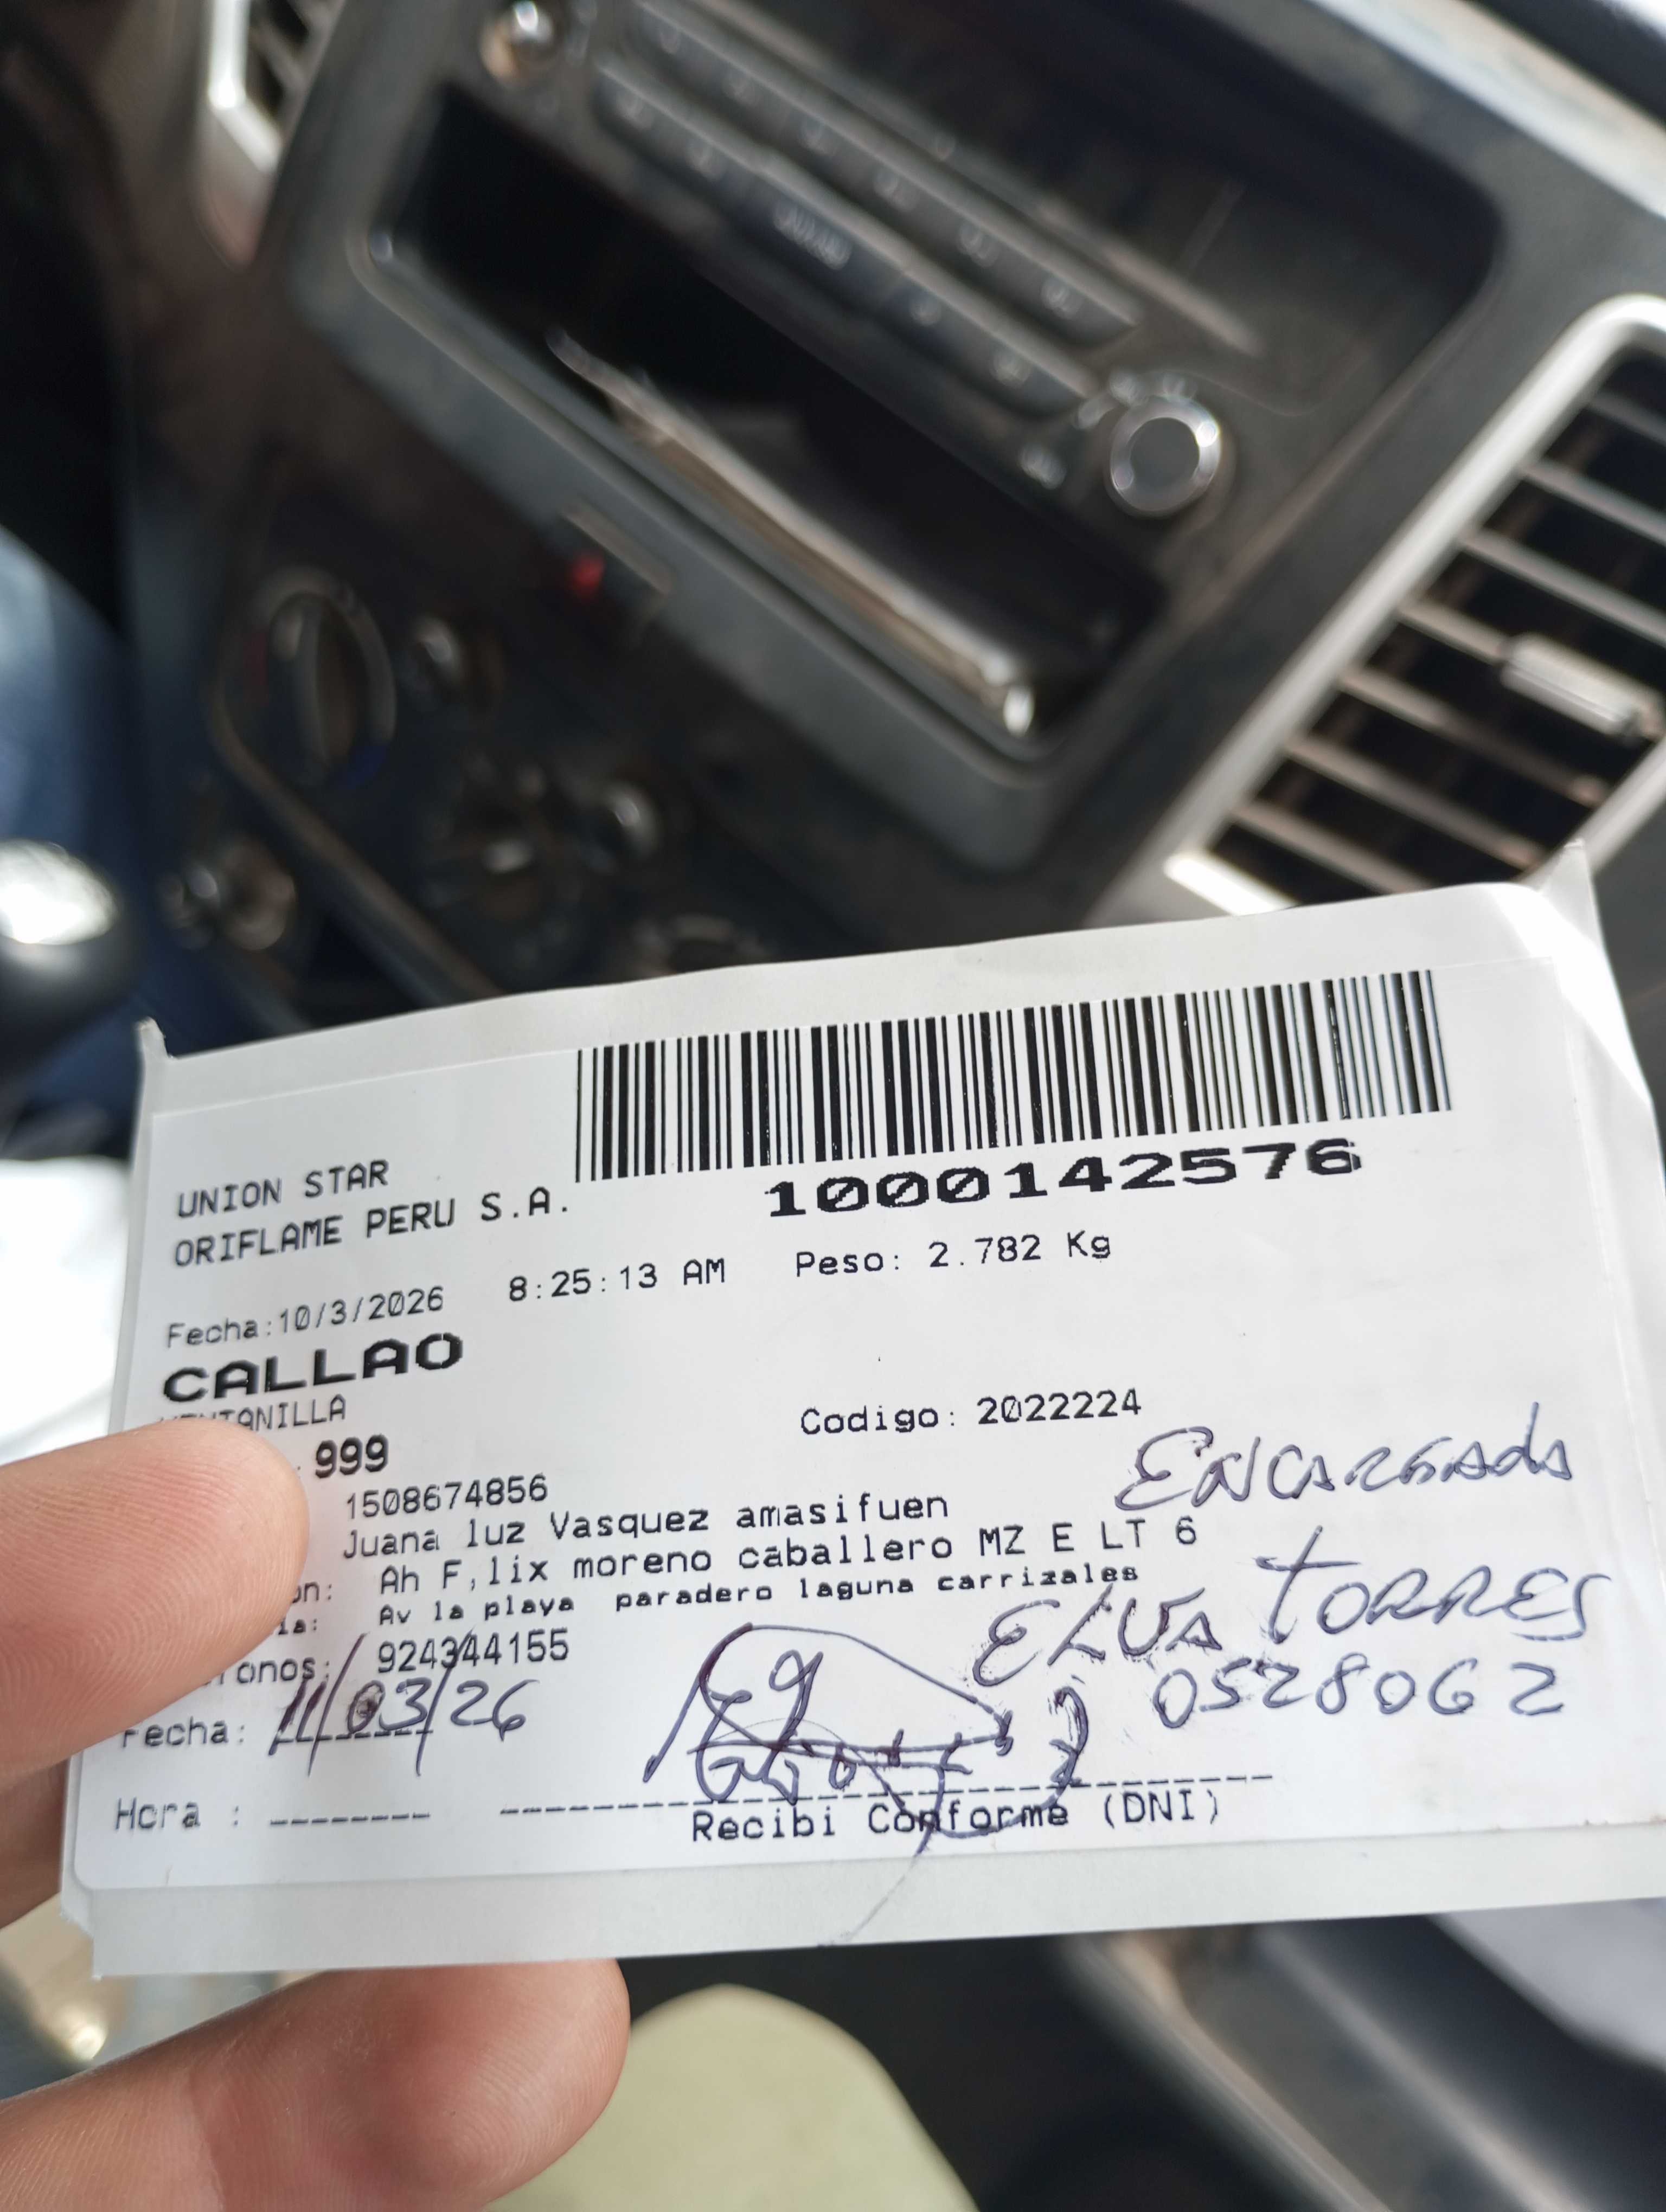 1000142576
UNION STAR
ORIFLAME PERU S.A.
Fecha:10/3/2026 8:25:13 AM Peso: 2.782 Kg
CALLAO
Codigo: 2022224
999
1508674856
Encargada
Juana luz Vasquez amasifuen
Ah F,lix moreno caballero MZ E LT 6
Av la playa paradero laguna carrizales
ELVA TORRES
924344155
0528062
Fecha: 11/03/26
Hora :
Recibi Conforme (DNI)